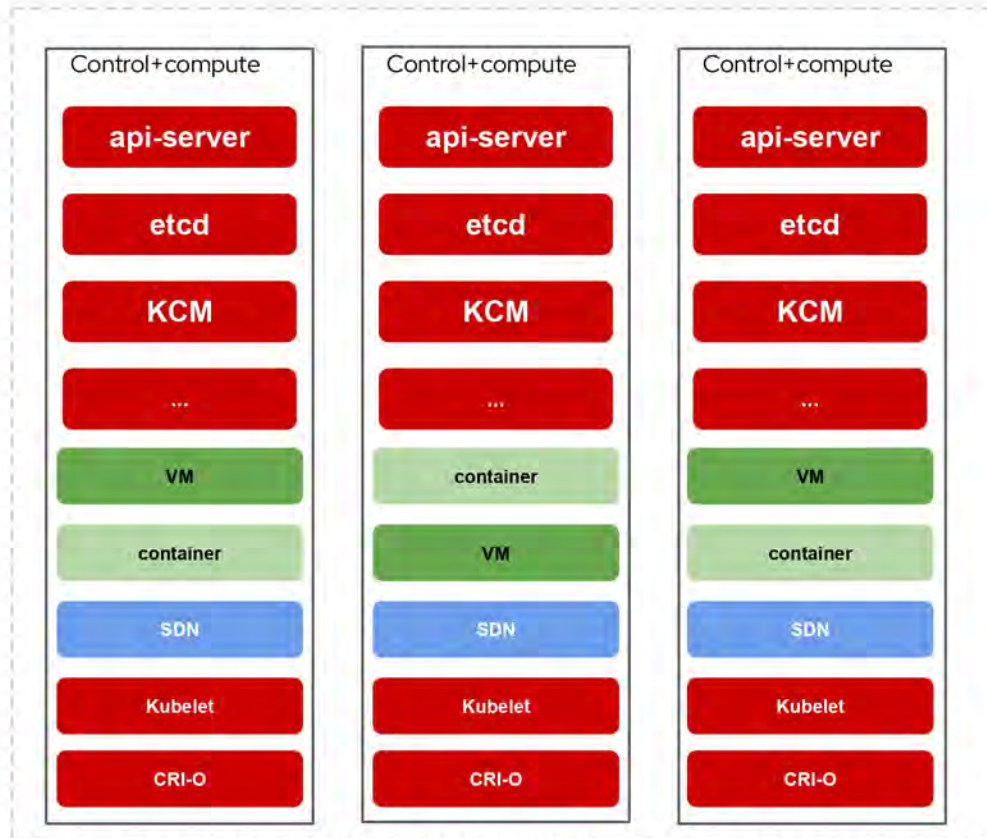 Control+compute
api-server
etcd
KCM
...
VM
container
SDN
Kubelet
CRI-O
Control+compute
api-server
etcd
KCM
...
container
VM
SDN
Kubelet
CRI-O
Control+compute
api-server
etcd
KCM
...
VM
container
SDN
Kubelet
CRI-O